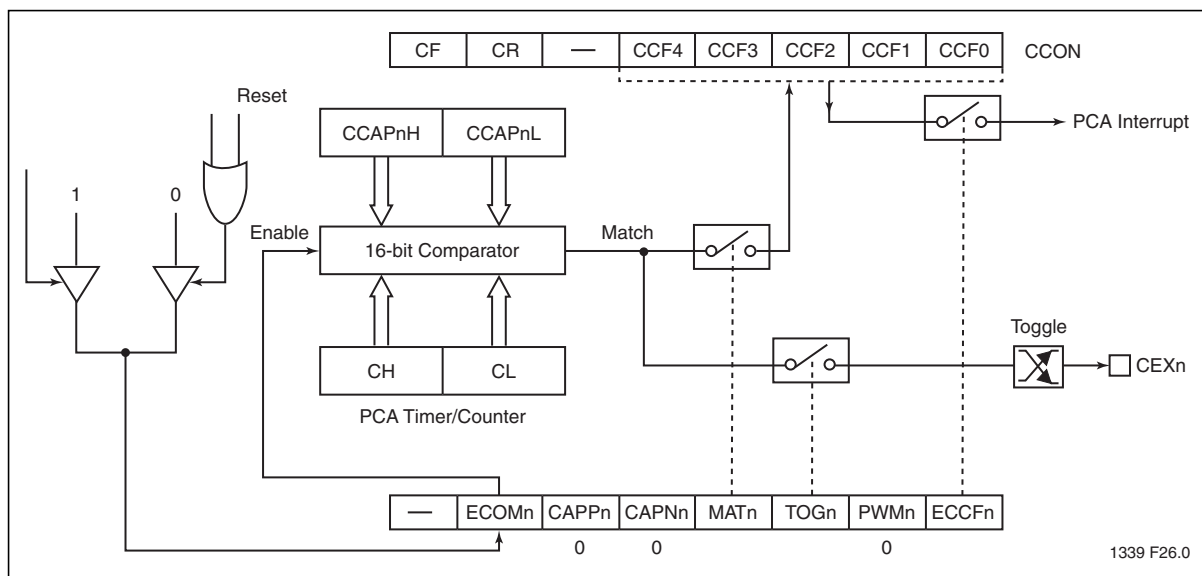 CF CR — CCF4 CCF3 CCF2 CCF1 CCF0 CCON
Reset
CCAPnH CCAPnL
PCA Interrupt
1 0
Enable
16-bit Comparator
Match
Toggle
CH CL
CEXn
PCA Timer/Counter
— ECOMn CAPPn CAPNn MATn TOGn PWMn ECCFn
0 0 0
1339 F26.0